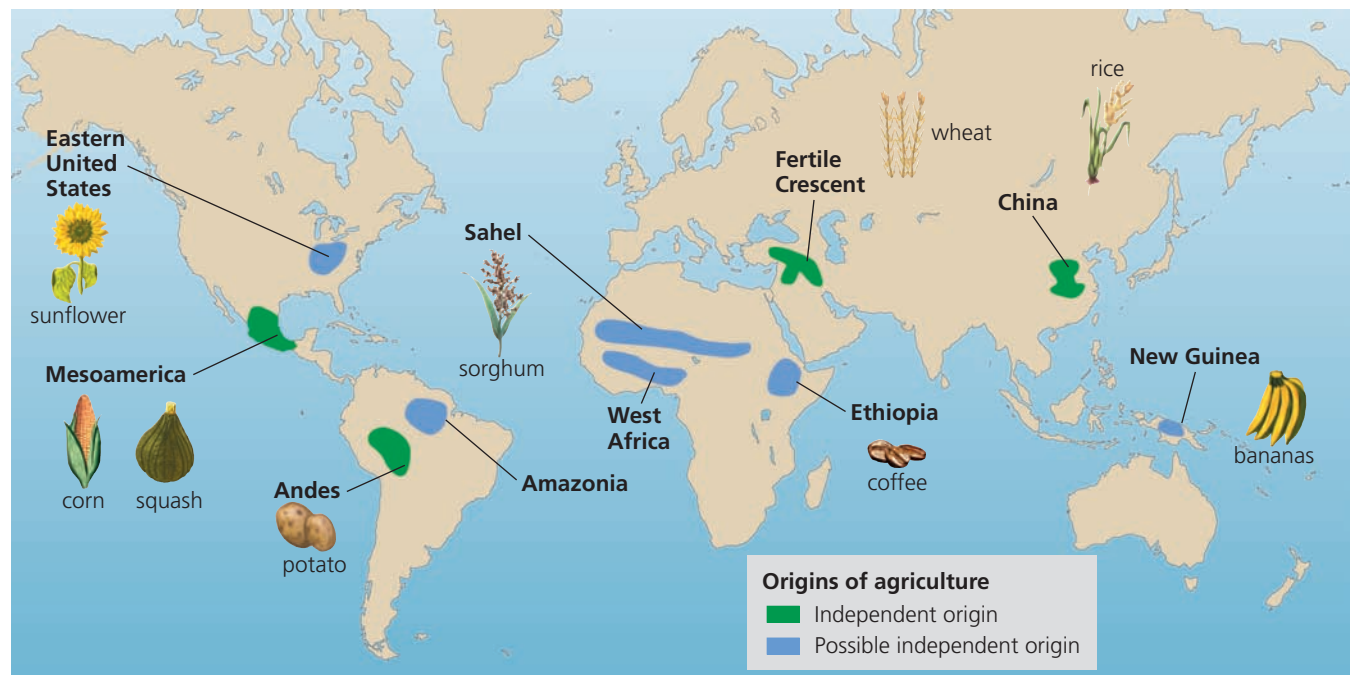 Eastern
United
States
sunflower
Mesoamerica
corn
squash
Andes
potato
Amazonia
Sahel
sorghum
West
Africa
Fertile
Crescent
wheat
Ethiopia
coffee
rice
China
New Guinea
bananas
Origins of agriculture
Independent origin
Possible independent origin